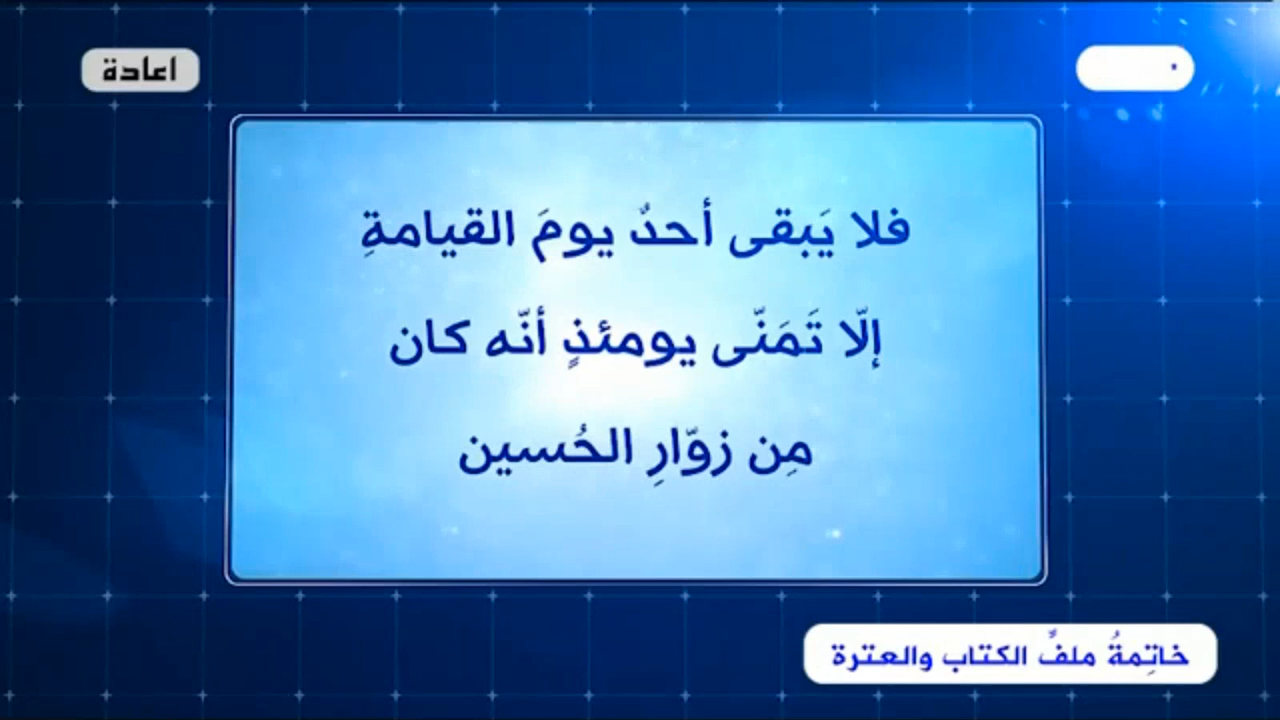 اعادة
فلا يَبقى أحدٌ يومَ القيامةِ
إلّا تَمَنّى يومئذٍ أنّه كان
مِن زوّارِ الحُسين
خاتِمةُ ملفِّ الكتاب والعترة